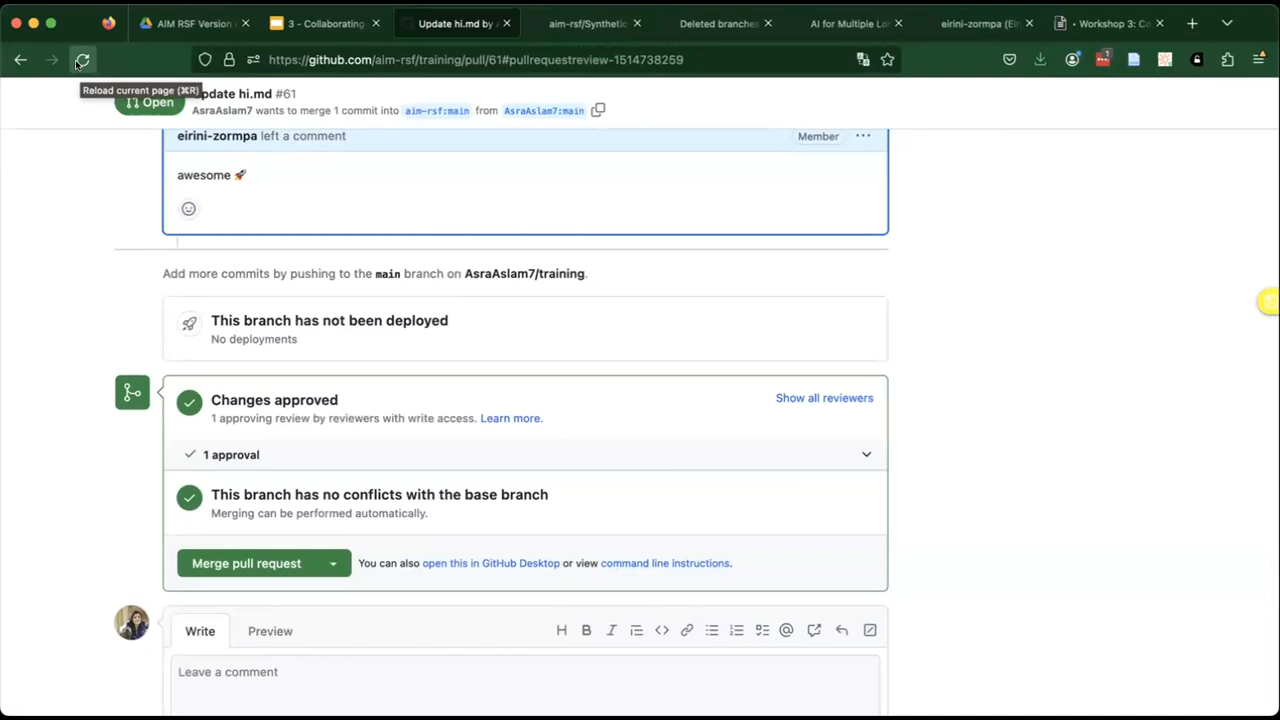 AIM RSF Version
3 - Collaborating
Update hi.md by
aim-rsf/Synthetic
Deleted branches
AI for Multiple Lo
eirini-zormpa (Eiri
· Workshop 3: Co
https://github.com/aim-rsf/training/pull/61#pullrequestreview-1514738259
1
Reload current page (⌘R)
pdate hi.md #61
Open
AsraAslam7 wants to merge 1 commit into aim-rsf:main from AsraAslam7:main
eirini-zormpa left a comment
Member
awesome 🚀
Add more commits by pushing to the main branch on AsraAslam7/training.
This branch has not been deployed
No deployments
Changes approved
Show all reviewers
1 approving review by reviewers with write access. Learn more.
1 approval
This branch has no conflicts with the base branch
Merging can be performed automatically.
Merge pull request
You can also open this in GitHub Desktop or view command line instructions.
Write
Preview
Leave a comment